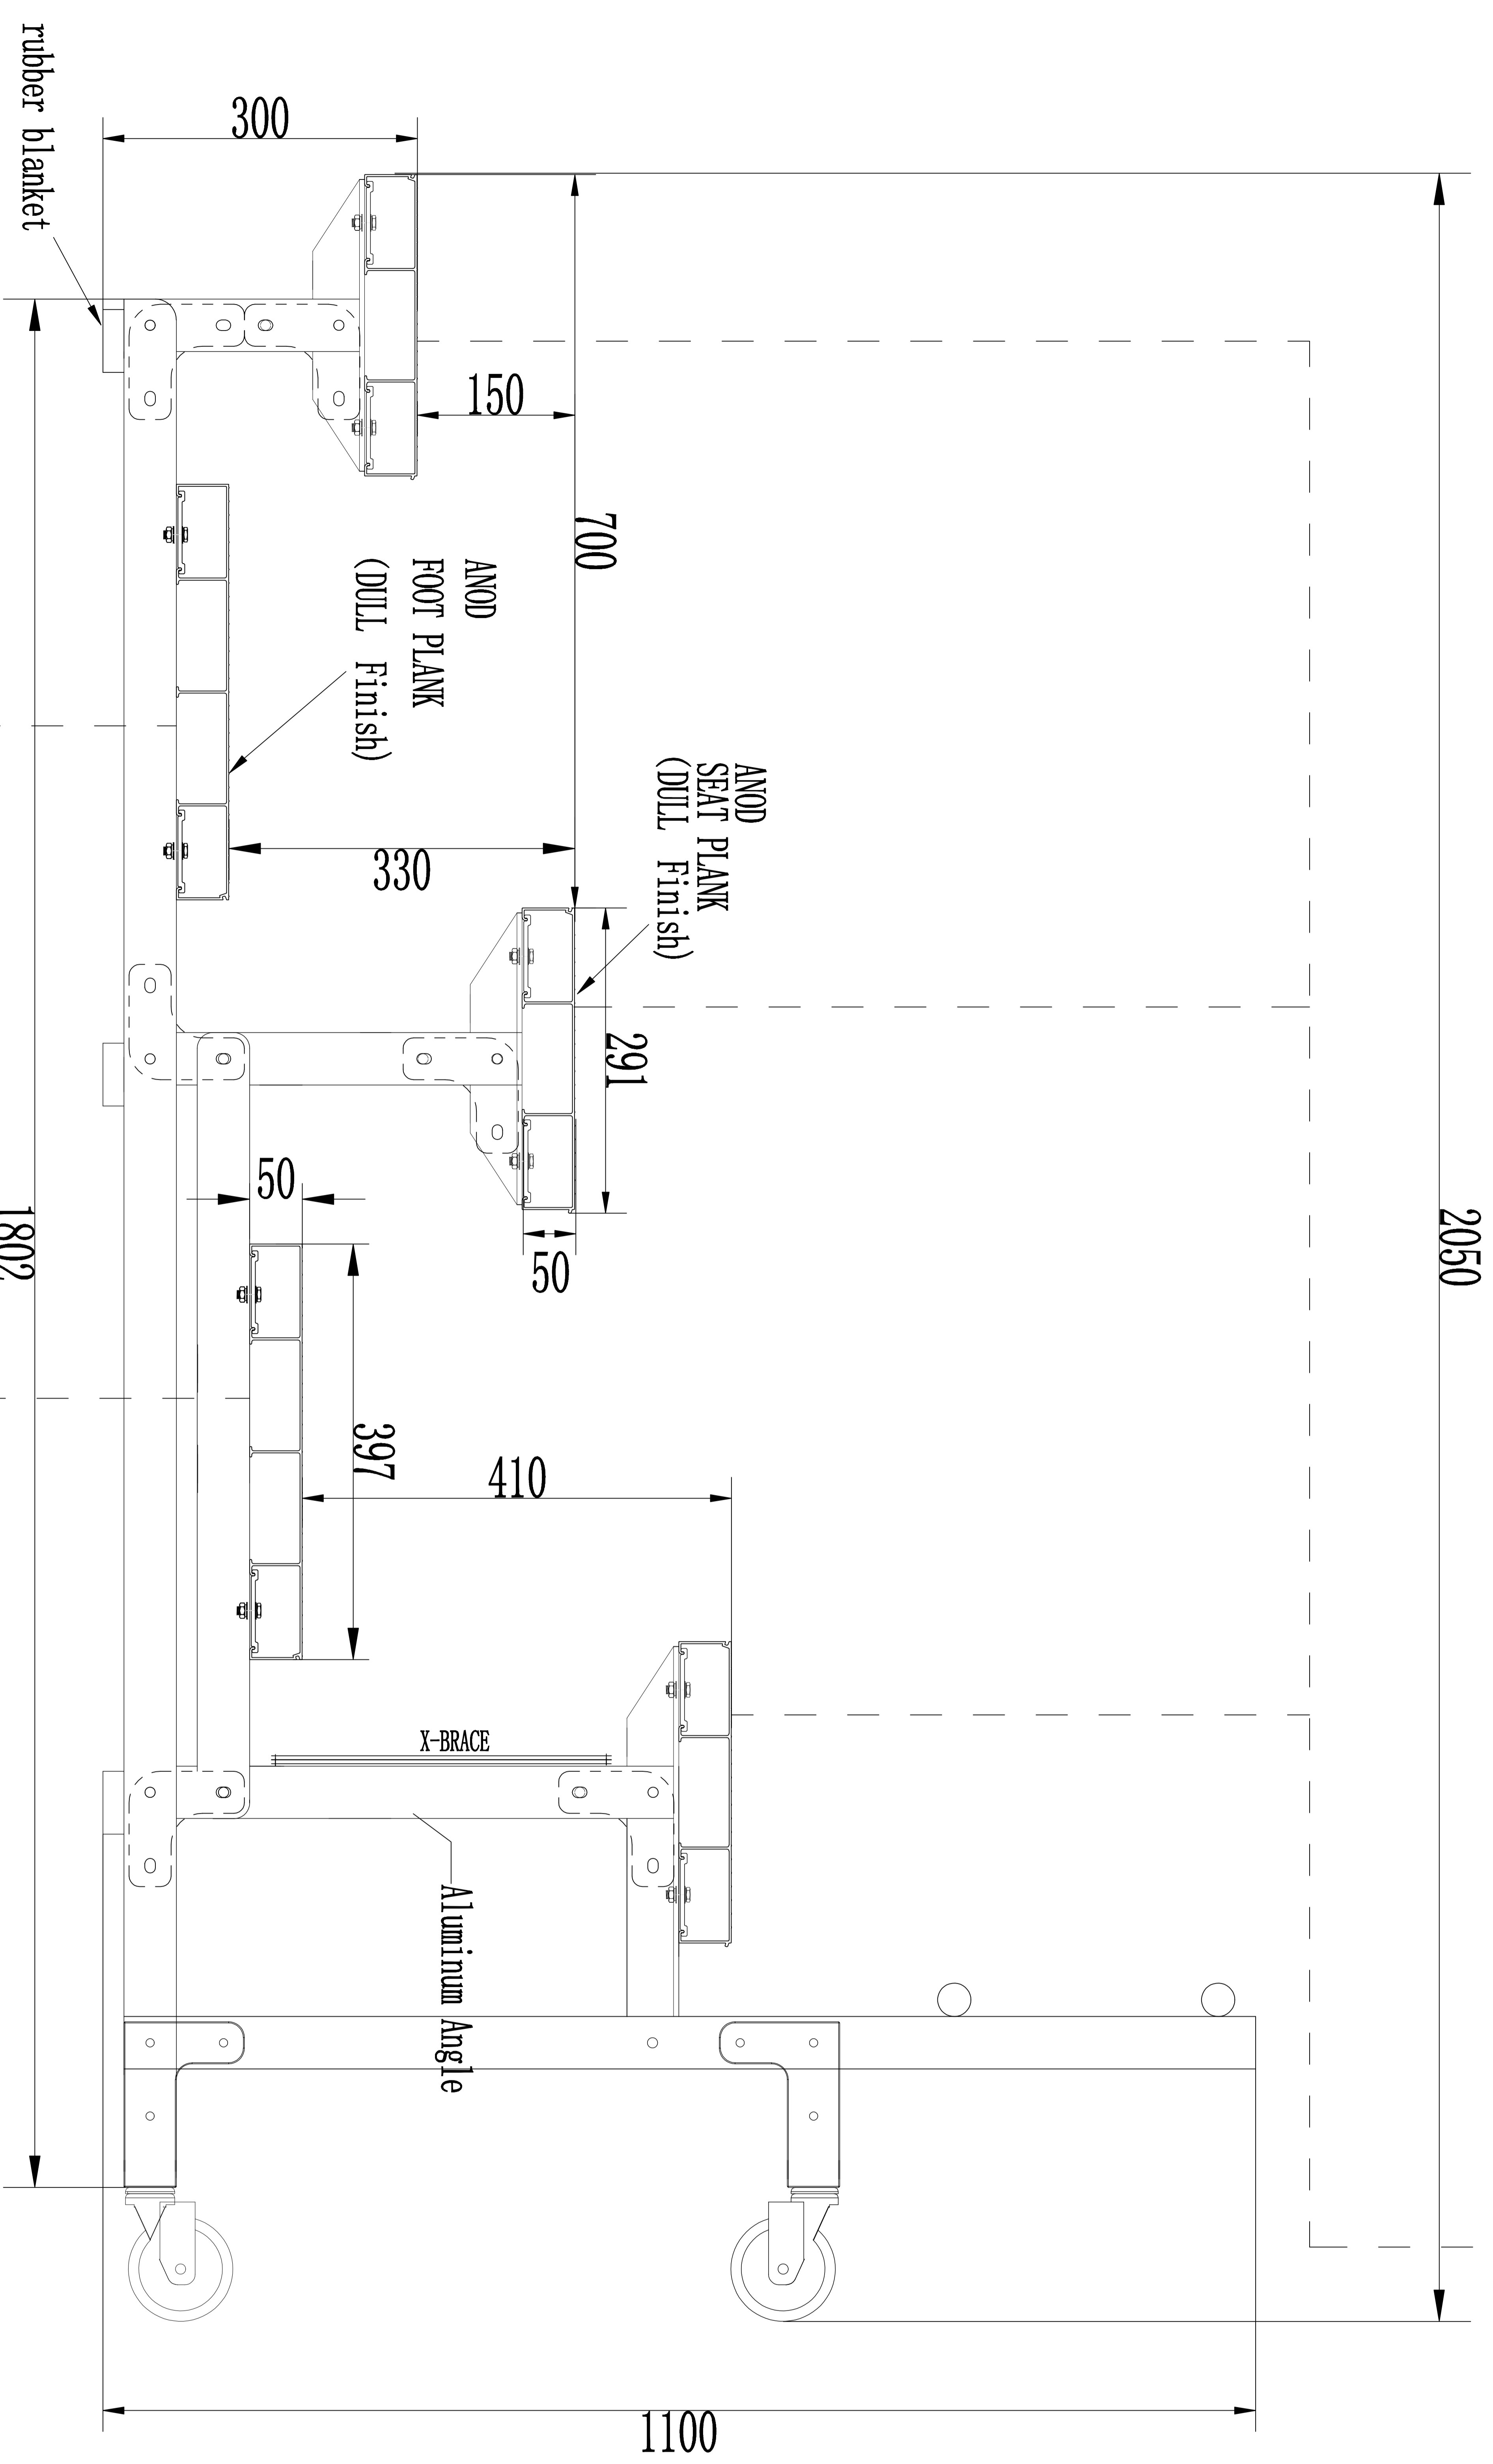 rubber blanket
300
150
700
ANOD
FOOT PLANK
(DULL Finish)
ANOD
SEAT PLANK
(DULL Finish)
330
291
50
50
2050
1802
397
410
X-BRACE
Aluminum Angle
1100